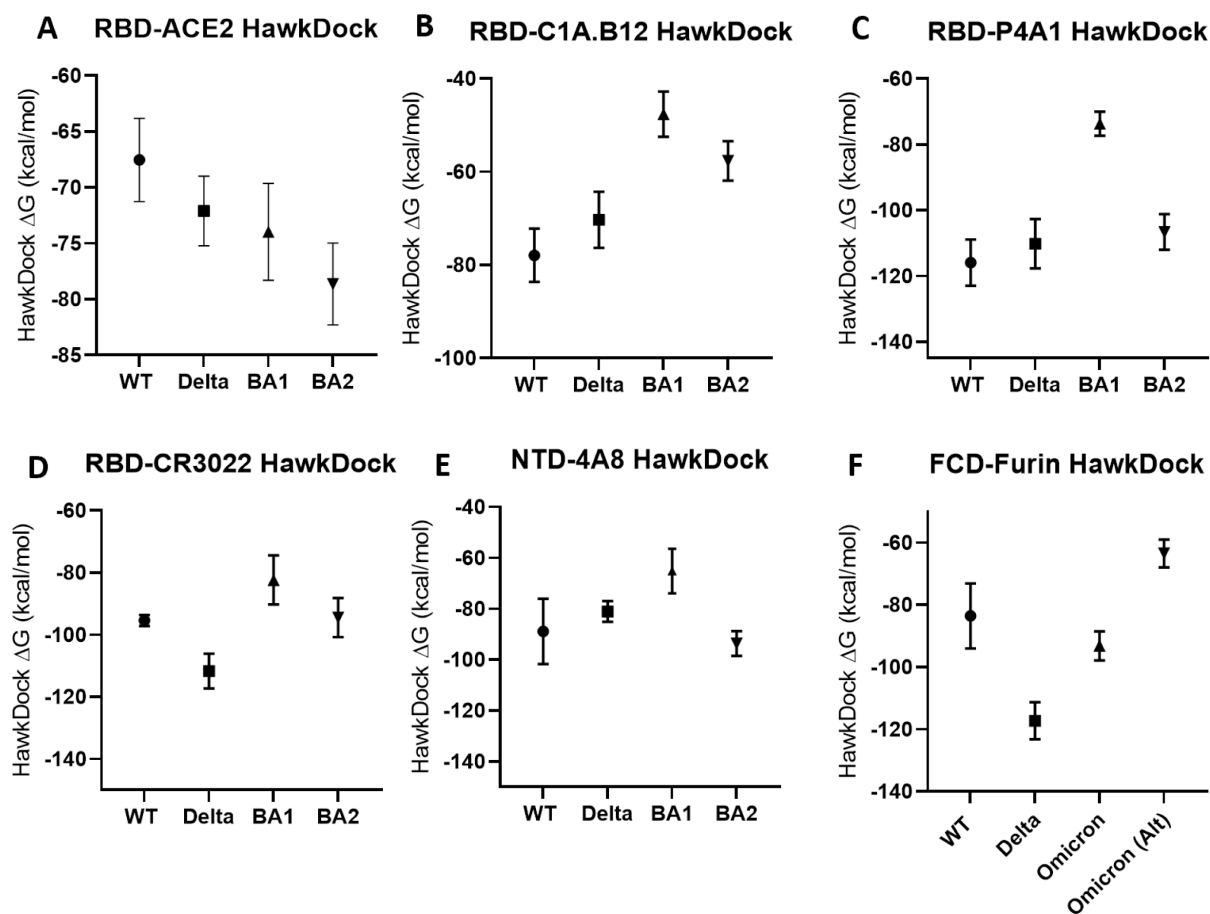 A RBD-ACE2 HawkDock
HawkDock ΔG (kcal/mol)
-60
-65
-70
-75
-80
-85
WT Delta BA1 BA2
B RBD-C1A.B12 HawkDock
HawkDock ΔG (kcal/mol)
-40
-60
-80
-100
WT Delta BA1 BA2
C RBD-P4A1 HawkDock
HawkDock ΔG (kcal/mol)
-60
-80
-100
-120
-140
WT Delta BA1 BA2
D RBD-CR3022 HawkDock
HawkDock ΔG (kcal/mol)
-60
-80
-100
-120
-140
WT Delta BA1 BA2
E NTD-4A8 HawkDock
HawkDock ΔG (kcal/mol)
-40
-60
-80
-100
-120
-140
WT Delta BA1 BA2
F FCD-Furin HawkDock
HawkDock ΔG (kcal/mol)
-60
-80
-100
-120
-140
WT Delta Omicron Omicron (Alt)